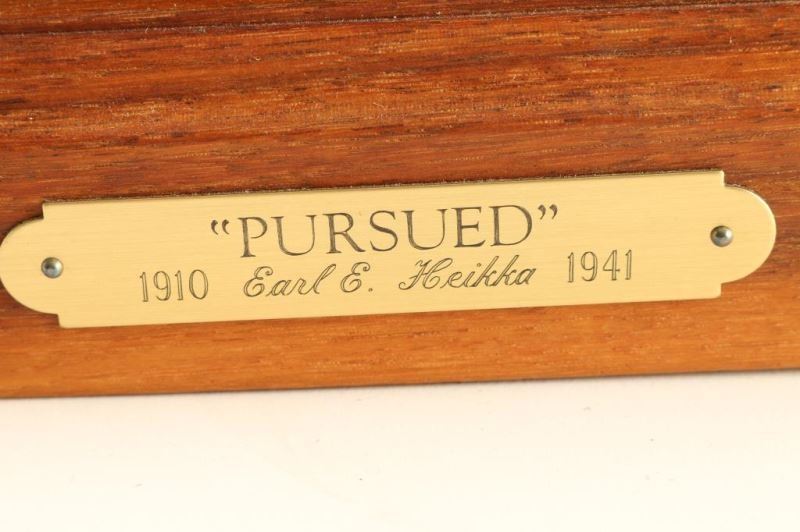 “PURSUED”
1910 Earl E. Heikka 1941